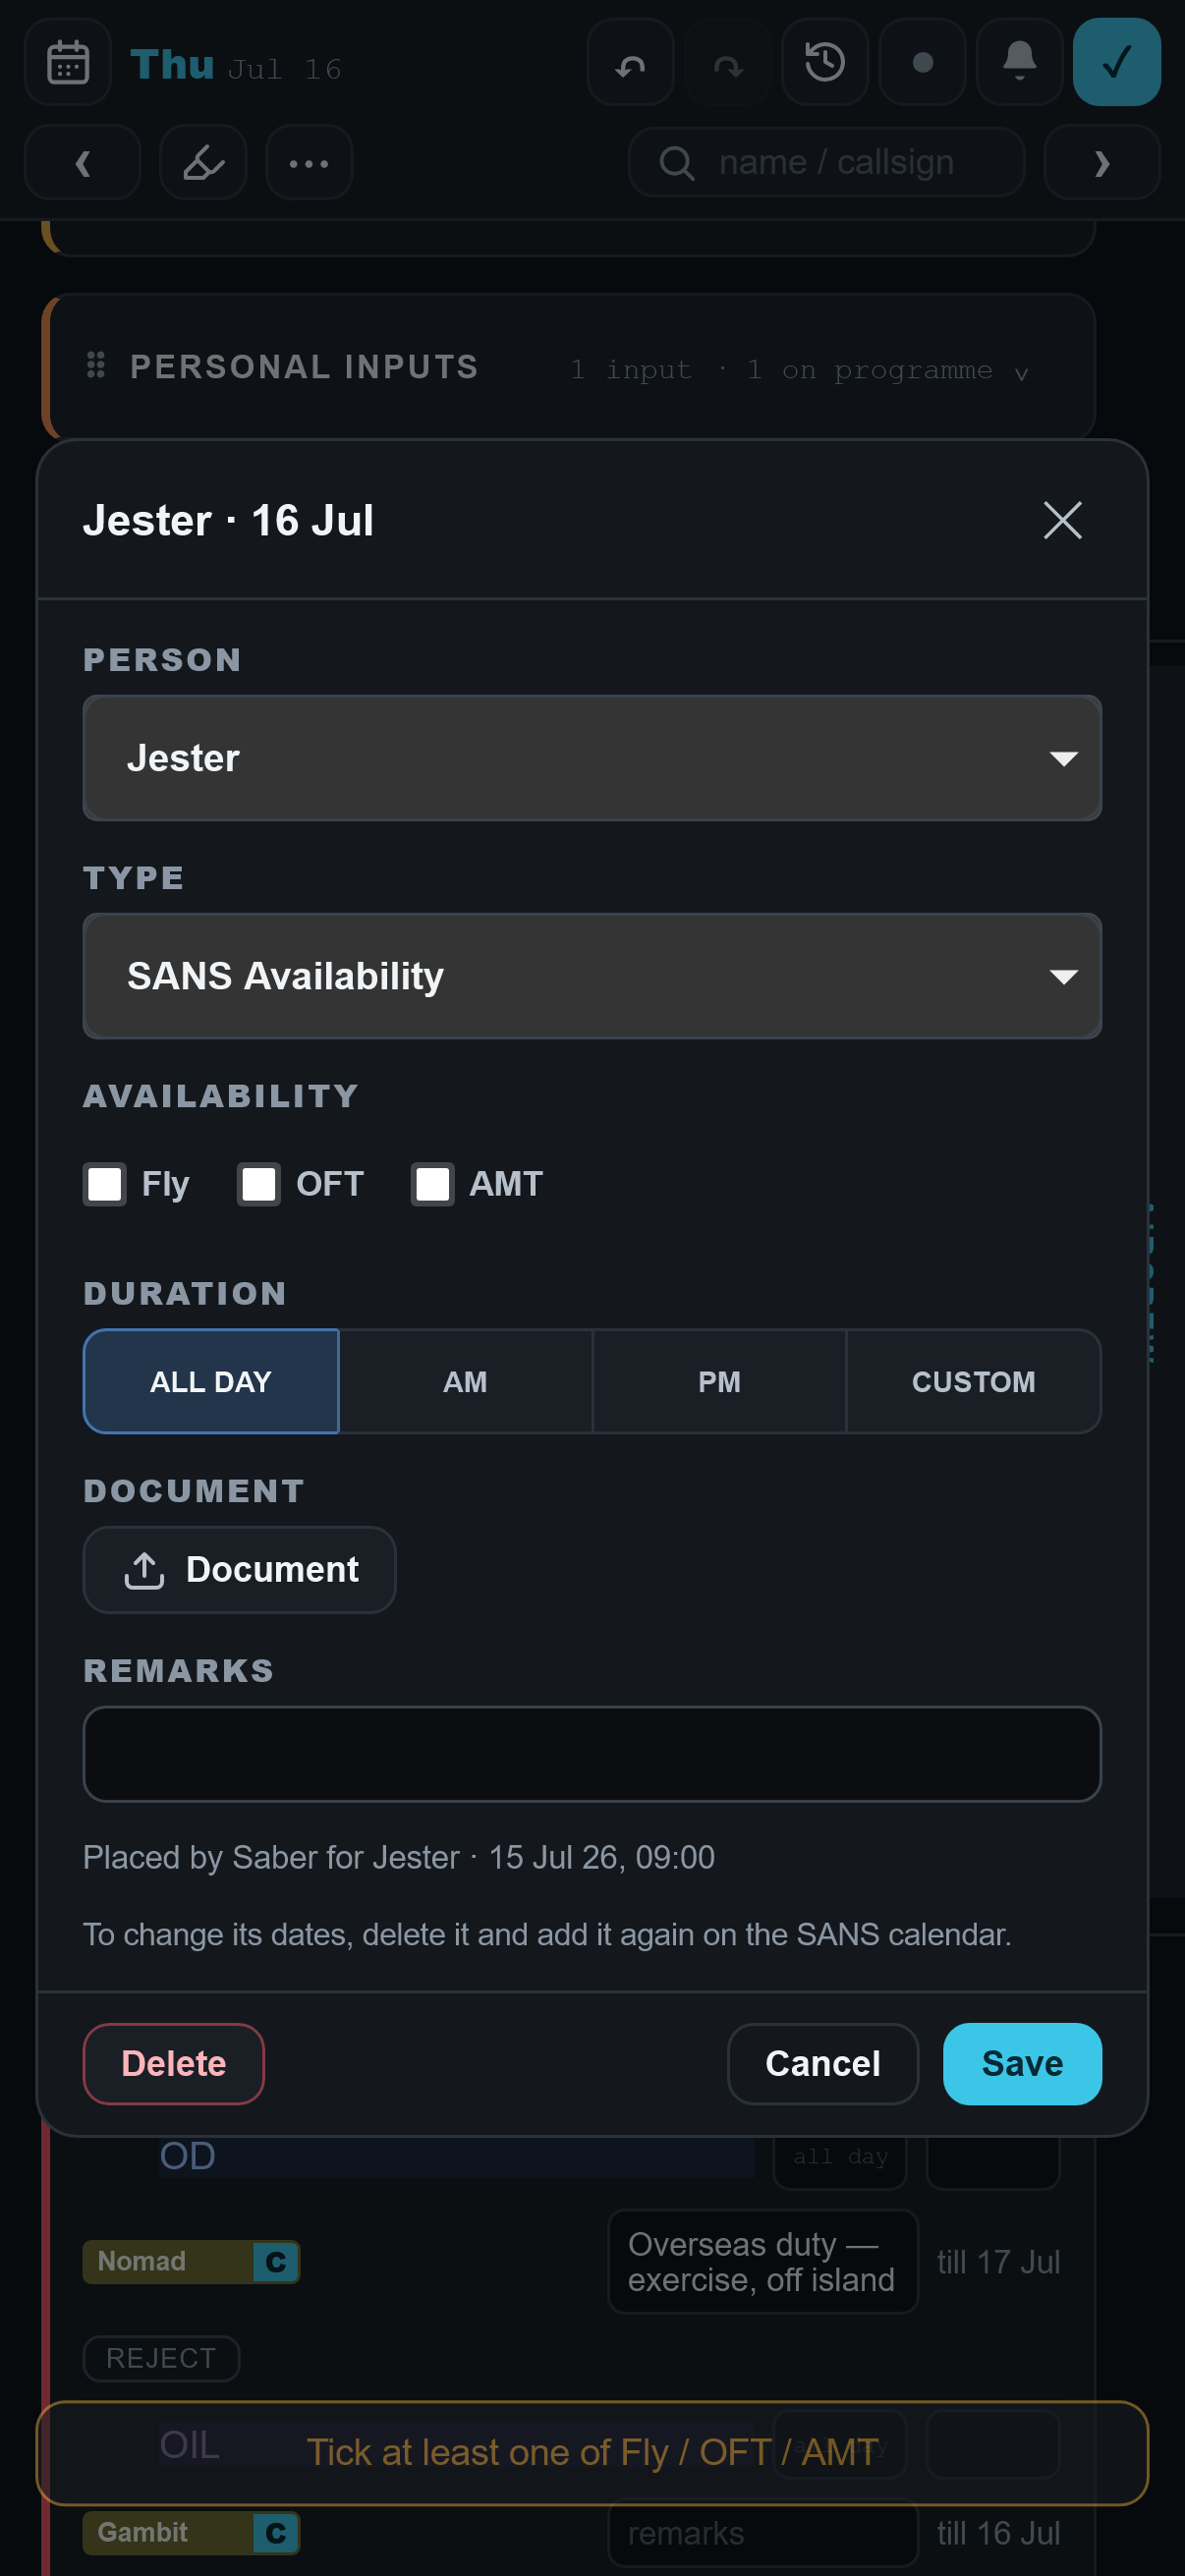 Thu Jul 16
name / callsign
PERSONAL INPUTS
1 input · 1 on programme
Jester · 16 Jul
PERSON
Jester
TYPE
SANS Availability
AVAILABILITY
Fly
OFT
AMT
DURATION
ALL DAY
AM
PM
CUSTOM
DOCUMENT
Document
REMARKS
Placed by Saber for Jester · 15 Jul 26, 09:00
To change its dates, delete it and add it again on the SANS calendar.
Delete
Cancel
Save
OD
all day
Nomad C
Overseas duty —
exercise, off island
till 17 Jul
REJECT
OIL
Tick at least one of Fly / OFT / AMT
Gambit C
remarks
till 16 Jul